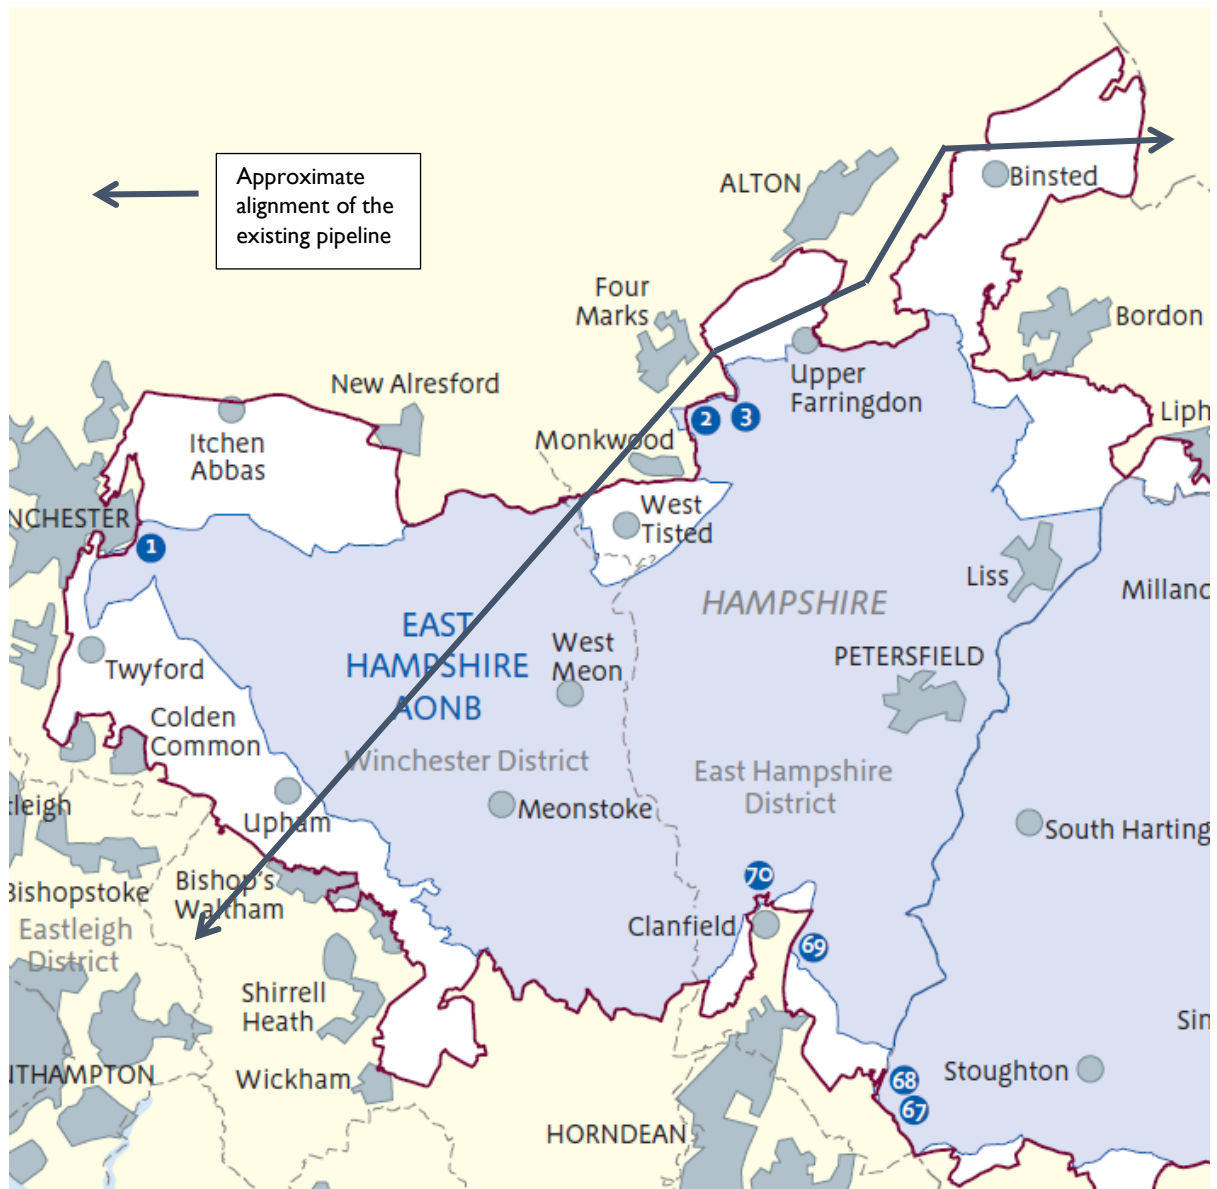 Approximate
alignment of the
existing pipeline
ALTON
Binsted
Four
Marks
Bordon
New Alresford
Upper
Farringdon
Liph
Itchen
Abbas
2
3
Monkwood
NCHESTER
West
Tisted
1
Liss
Milland
HAMPSHIRE
EAST
HAMPSHIRE
AONB
West
Meon
PETERSFIELD
Twyford
Colden
Common
Winchester District
East Hampshire
District
tleigh
Upham
Meonstoke
South Harting
Bishopstoke
Bishop's
Waltham
70
Eastleigh
District
Clanfield
69
Shirrell
Heath
Sin
UTHAMPTON
Wickham
68
Stoughton
67
HORNDEAN